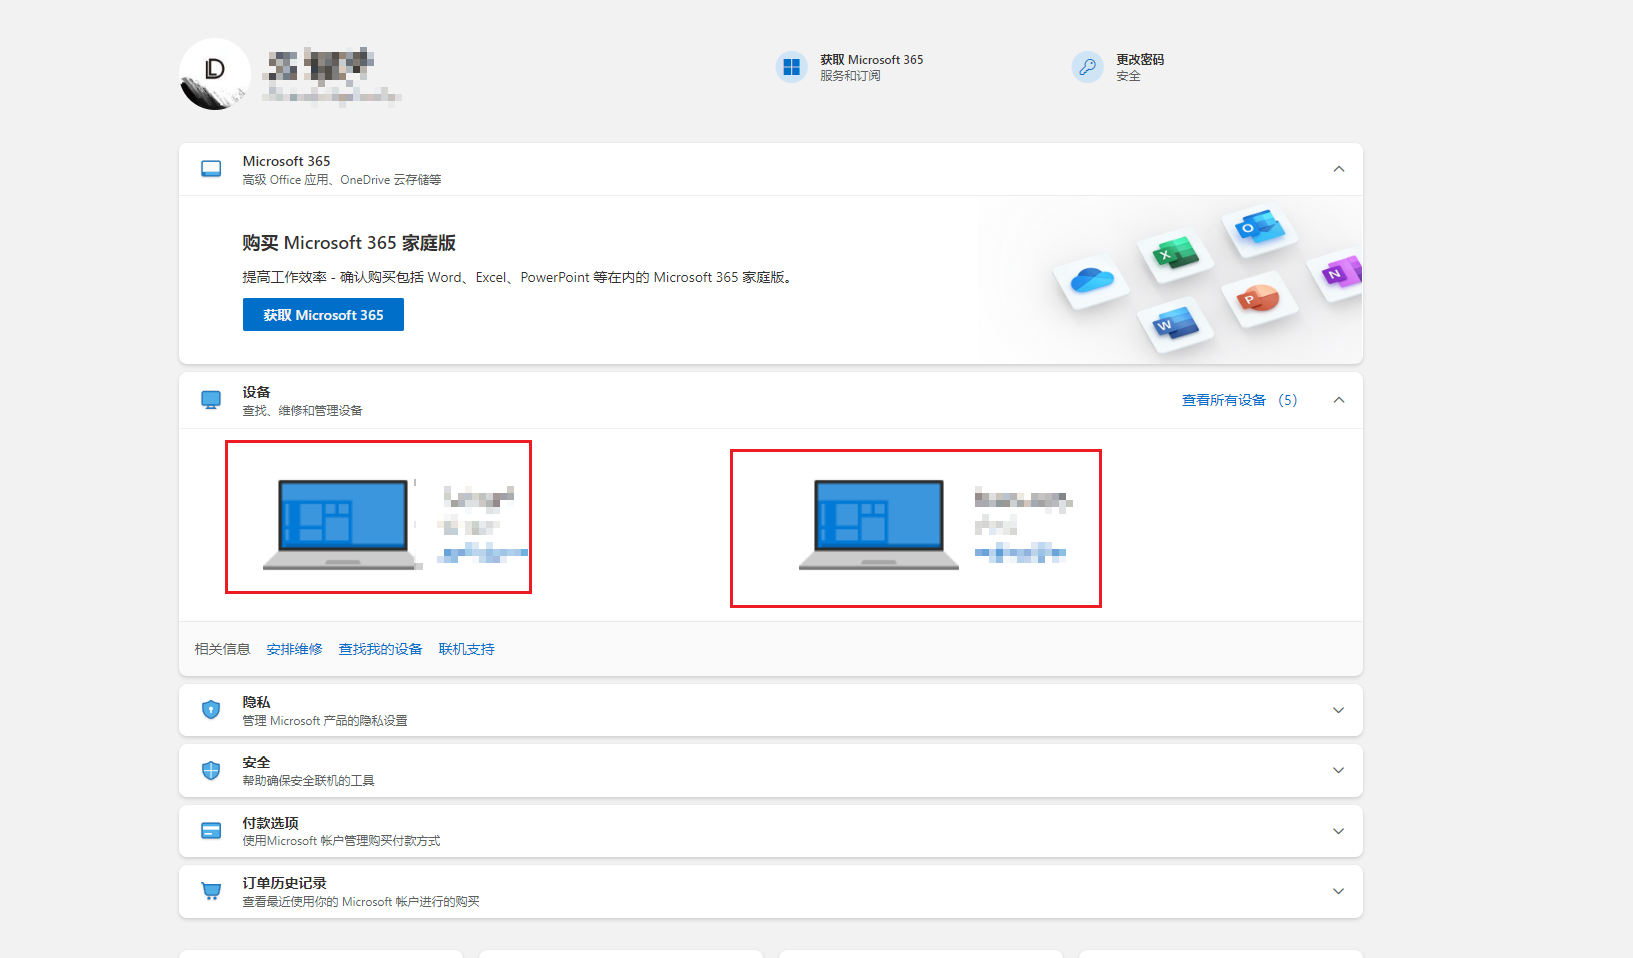 获取 Microsoft 365
服务和订阅
更改密码
安全
Microsoft 365
高级 Office 应用、OneDrive 云存储等
购买 Microsoft 365 家庭版
提高工作效率 - 确认购买包括 Word、Excel、PowerPoint 等在内的 Microsoft 365 家庭版。
获取 Microsoft 365
设备
查找、维修和管理设备
查看所有设备 （5）
相关信息 安排维修 查找我的设备 联机支持
隐私
管理 Microsoft 产品的隐私设置
安全
帮助确保安全联机的工具
付款选项
使用Microsoft 帐户管理购买付款方式
订单历史记录
查看最近使用你的 Microsoft 帐户进行的购买